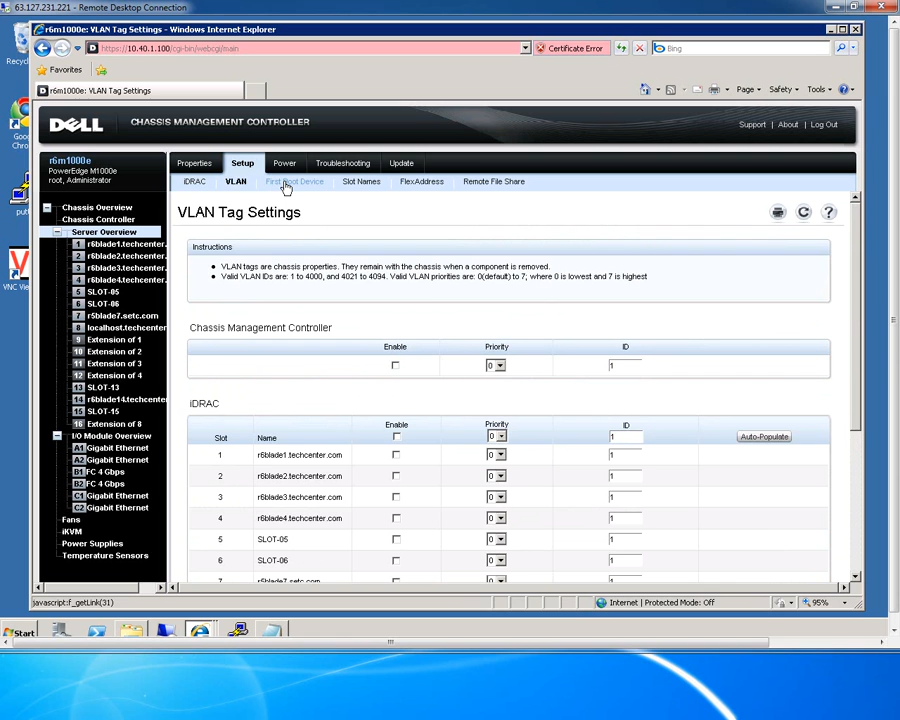 63.127.231.221 - Remote Desktop Connection
r6m1000e: VLAN Tag Settings - Windows Internet Explorer
https://10.40.1.100/cgi-bin/webcgi/main
Certificate Error
Bing
Favorites
r6m1000e: VLAN Tag Settings
Page
Safety
Tools
DELL
CHASSIS MANAGEMENT CONTROLLER
Support | About | Log Out
r6m1000e
PowerEdge M1000e
root, Administrator
Properties Setup Power Troubleshooting Update
iDRAC VLAN First Boot Device Slot Names FlexAddress Remote File Share
Chassis Overview
Chassis Controller
Server Overview
1 r6blade1.techcenter.
2 r6blade2.techcenter.
3 r6blade3.techcenter.
4 r6blade4.techcenter.
5 SLOT-05
6 SLOT-06
7 r5blade7.setc.com
8 localhost.techcenter
9 Extension of 1
10 Extension of 2
11 Extension of 3
12 Extension of 4
13 SLOT-13
14 r6blade14.techcente
15 SLOT-15
16 Extension of 8
I/O Module Overview
A1 Gigabit Ethernet
A2 Gigabit Ethernet
B1 FC 4 Gbps
B2 FC 4 Gbps
C1 Gigabit Ethernet
C2 Gigabit Ethernet
Fans
iKVM
Power Supplies
Temperature Sensors
VLAN Tag Settings
Instructions
VLAN tags are chassis properties. They remain with the chassis when a component is removed.
Valid VLAN IDs are: 1 to 4000, and 4021 to 4094. Valid VLAN priorities are: 0(default) to 7; where 0 is lowest and 7 is highest
Chassis Management Controller
Enable Priority ID
0 1
iDRAC
Slot Name Enable Priority ID
0 1 Auto-Populate
1 r6blade1.techcenter.com 0 1
2 r6blade2.techcenter.com 0 1
3 r6blade3.techcenter.com 0 1
4 r6blade4.techcenter.com 0 1
5 SLOT-05 0 1
6 SLOT-06 0 1
7 r5blade7.setc.com
javascript:f_getLink(31)
Internet | Protected Mode: Off
95%
Start
Recyc
Goo
Chro
putt
VNC Vie